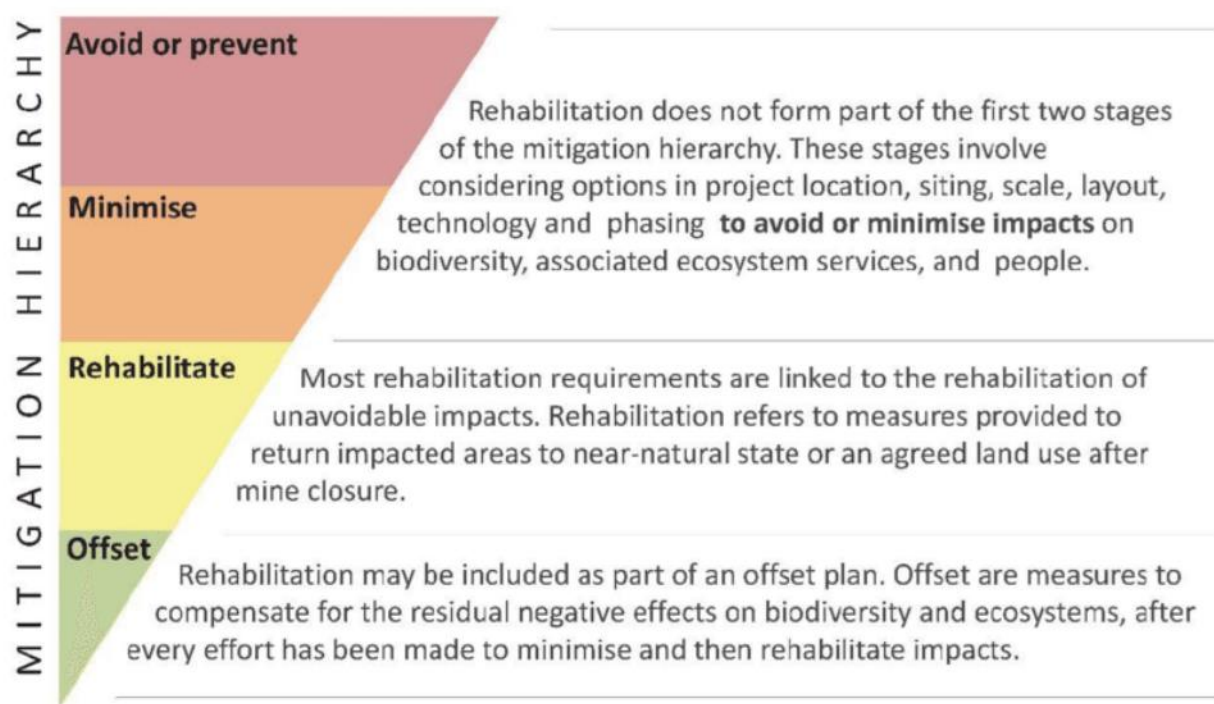 MITIGATION HIERARCHY
Avoid or prevent
Rehabilitation does not form part of the first two stages
of the mitigation hierarchy. These stages involve
considering options in project location, siting, scale, layout,
Minimise
technology and phasing to avoid or minimise impacts on
biodiversity, associated ecosystem services, and people.
Rehabilitate
Most rehabilitation requirements are linked to the rehabilitation of
unavoidable impacts. Rehabilitation refers to measures provided to
return impacted areas to near-natural state or an agreed land use after
mine closure.
Offset
Rehabilitation may be included as part of an offset plan. Offset are measures to
compensate for the residual negative effects on biodiversity and ecosystems, after
every effort has been made to minimise and then rehabilitate impacts.